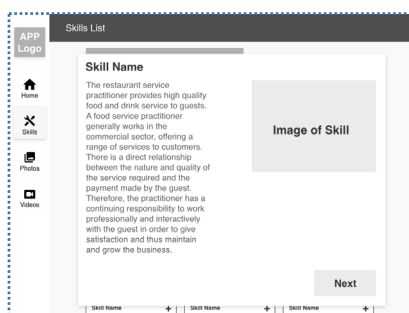 APP
Logo
Skills List
Home
Skills
Photos
Videos
Skill Name
The restaurant service
practitioner provides high quality
food and drink service to guests.
A food service practitioner
generally works in the
commercial sector, offering a
range of services to customers.
There is a direct relationship
between the nature and quality of
the service required and the
payment made by the guest.
Therefore, the practitioner has a
continuing responsibility to work
professionally and interactively
with the guest in order to give
satisfaction and thus maintain
and grow the business.
Image of Skill
Next
Skill Name + Skill Name + Skill Name +